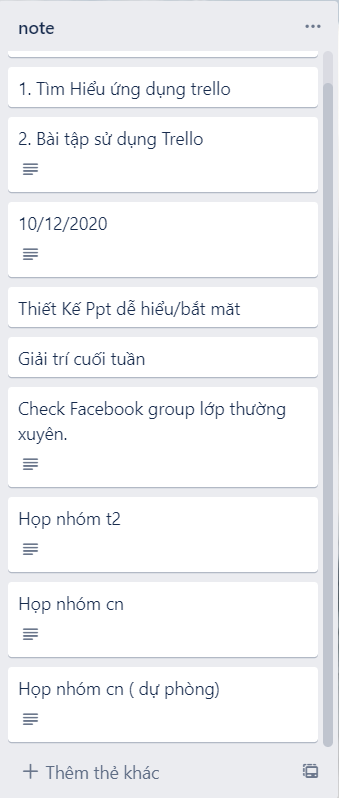 note
1. Tìm Hiểu ứng dụng trello
2. Bài tập sử dụng Trello
10/12/2020
Thiết Kế Ppt dễ hiểu/bắt măt
Giải trí cuối tuần
Check Facebook group lớp thường
xuyên.
Họp nhóm t2
Họp nhóm cn
Họp nhóm cn ( dự phòng)
+ Thêm thẻ khác